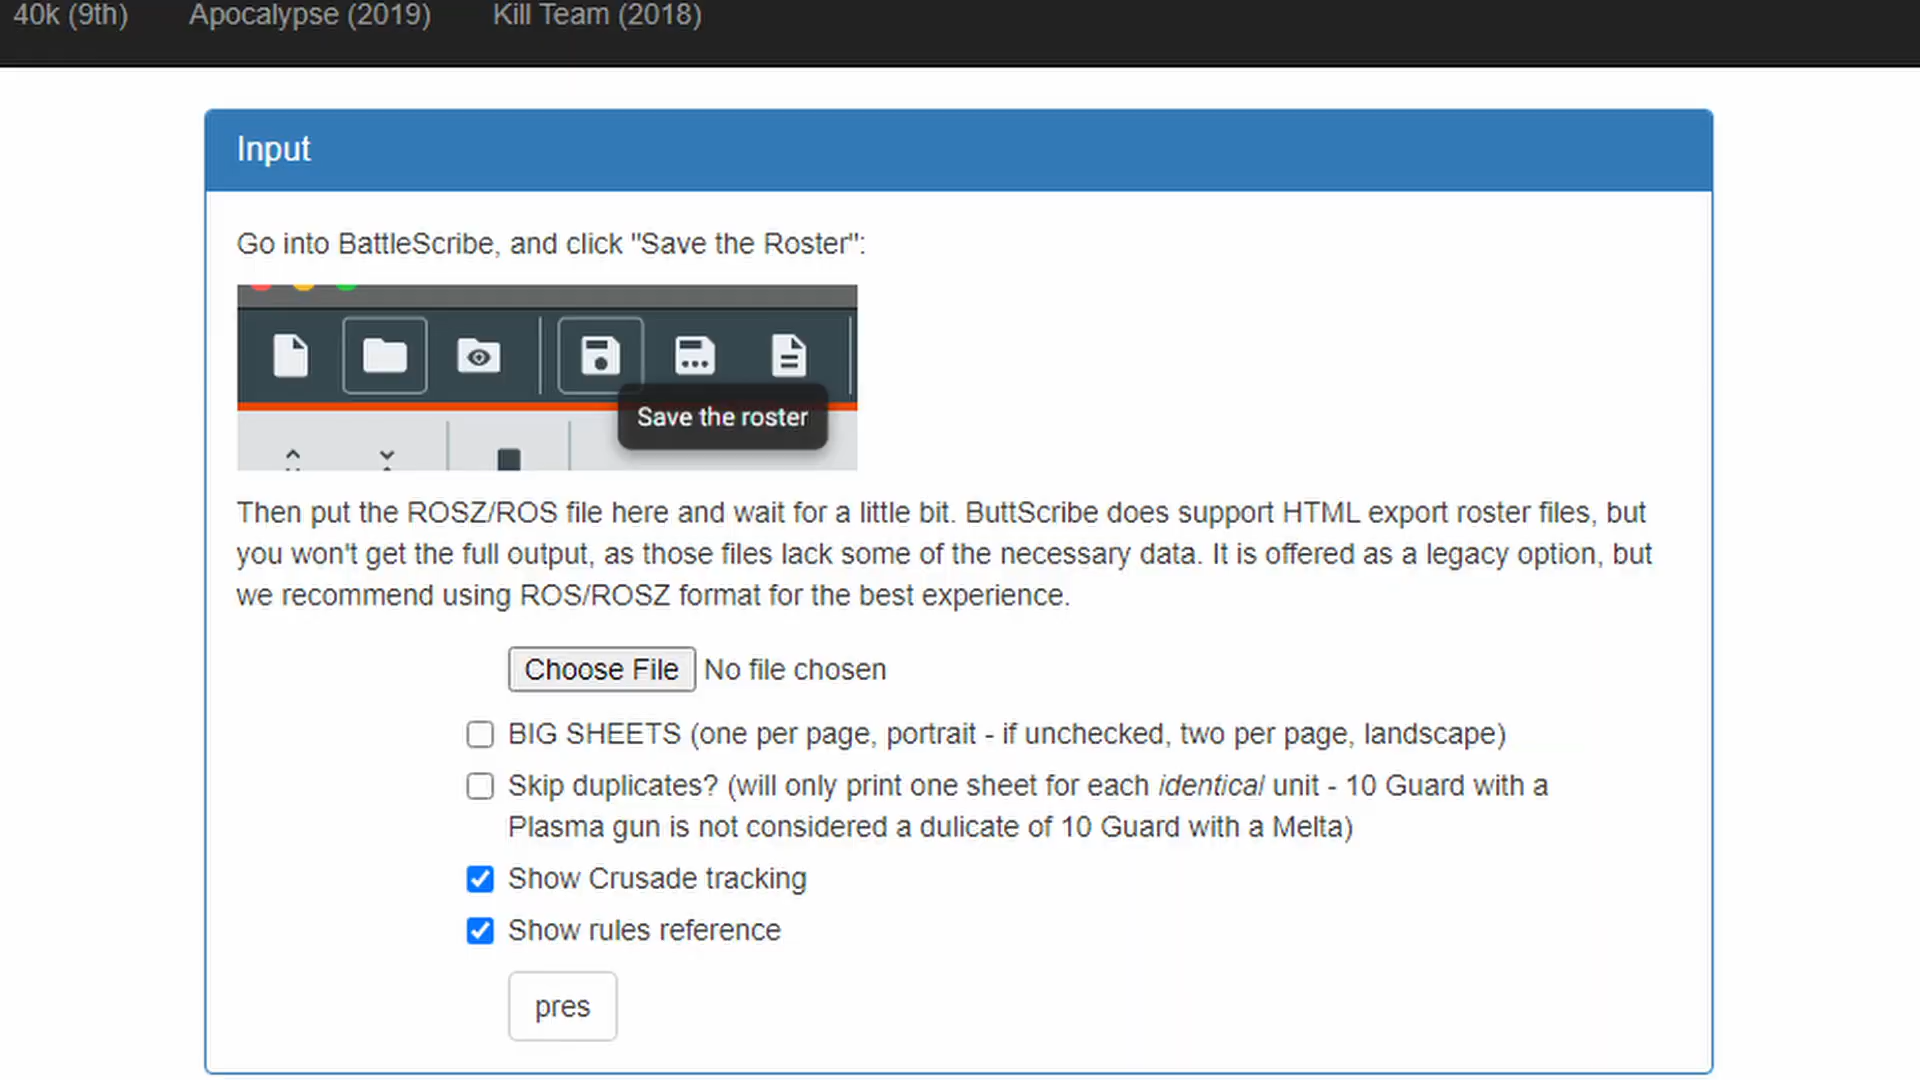 40k (9th) Apocalypse (2019) Kill Team (2018)
Input
Go into BattleScribe, and click "Save the Roster":
Save the roster
Then put the ROSZ/ROS file here and wait for a little bit. ButtScribe does support HTML export roster files, but
you won't get the full output, as those files lack some of the necessary data. It is offered as a legacy option, but
we recommend using ROS/ROSZ format for the best experience.
Choose File No file chosen
BIG SHEETS (one per page, portrait - if unchecked, two per page, landscape)
Skip duplicates? (will only print one sheet for each identical unit - 10 Guard with a
Plasma gun is not considered a dulicate of 10 Guard with a Melta)
Show Crusade tracking
Show rules reference
pres